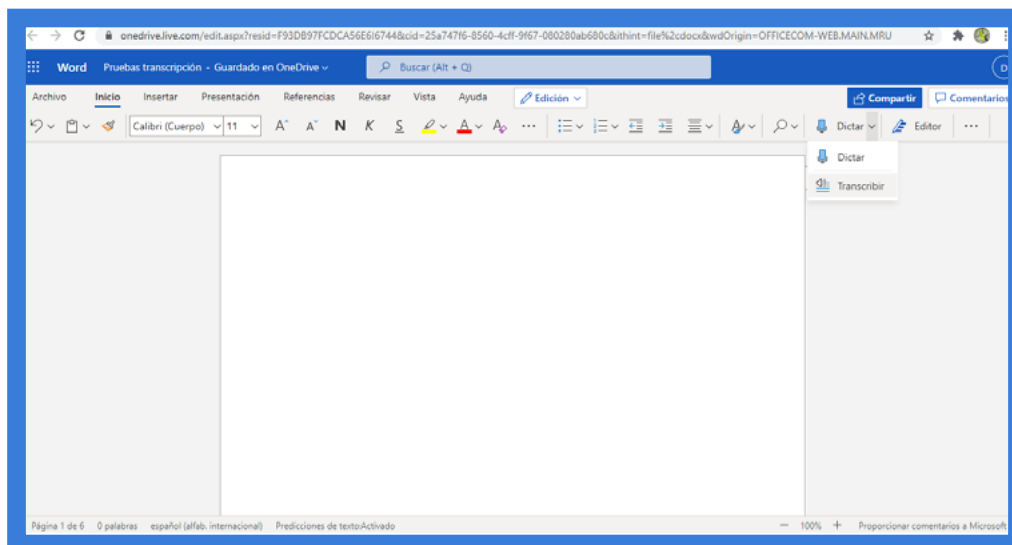 onedrive.live.com/edit.aspx?resid=F93DB97FCDCA56E6!6744&cid=25a747f6-8560-4cff-9f67-080280ab680c&ithint=file%2cdocx&wdOrigin=OFFICECOM-WEB.MAIN.MRU
Word Pruebas transcripción - Guardado en OneDrive Buscar (Alt + Q) D
Archivo Inicio Insertar Presentación Referencias Revisar Vista Ayuda Edición Compartir Comentarios
Calibri (Cuerpo) 11 A A N K S A A Dictar Editor
Dictar
Transcribir
Página 1 de 6 0 palabras español (alfab. internacional) Predicciones de texto:Activado 100% Proporcionar comentarios a Microsoft